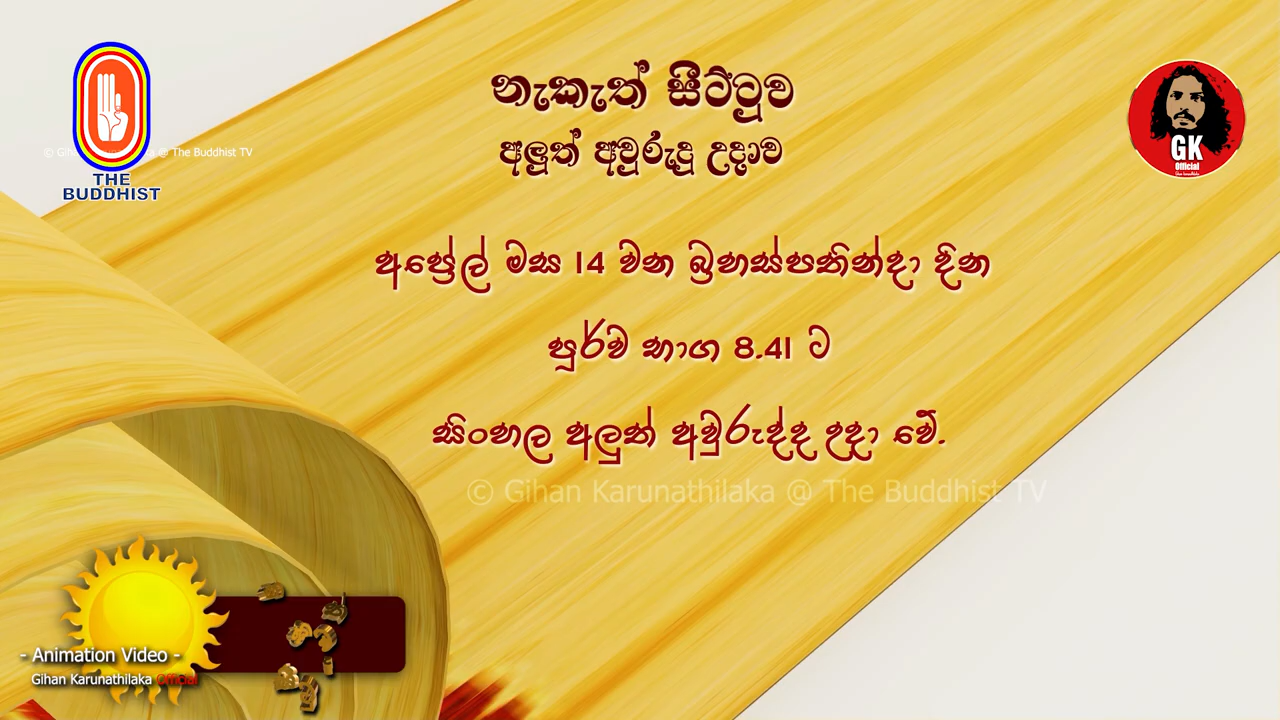 නැකැත් සීට්ටුව
අලුත් අවුරුදු උදාව
THE
BUDDHIST
© Gihan Karunathilaka @ The Buddhist TV
GK
Official
අප්‍රේල් මස 14 වන බ්‍රහස්පතින්දා දින
පුර්ව භාග 8.41 ට
සිංහල අලුත් අවුරුද්ද උදා වේ.
© Gihan Karunathilaka @ The Buddhist TV
- Animation Video -
Gihan Karunathilaka Official